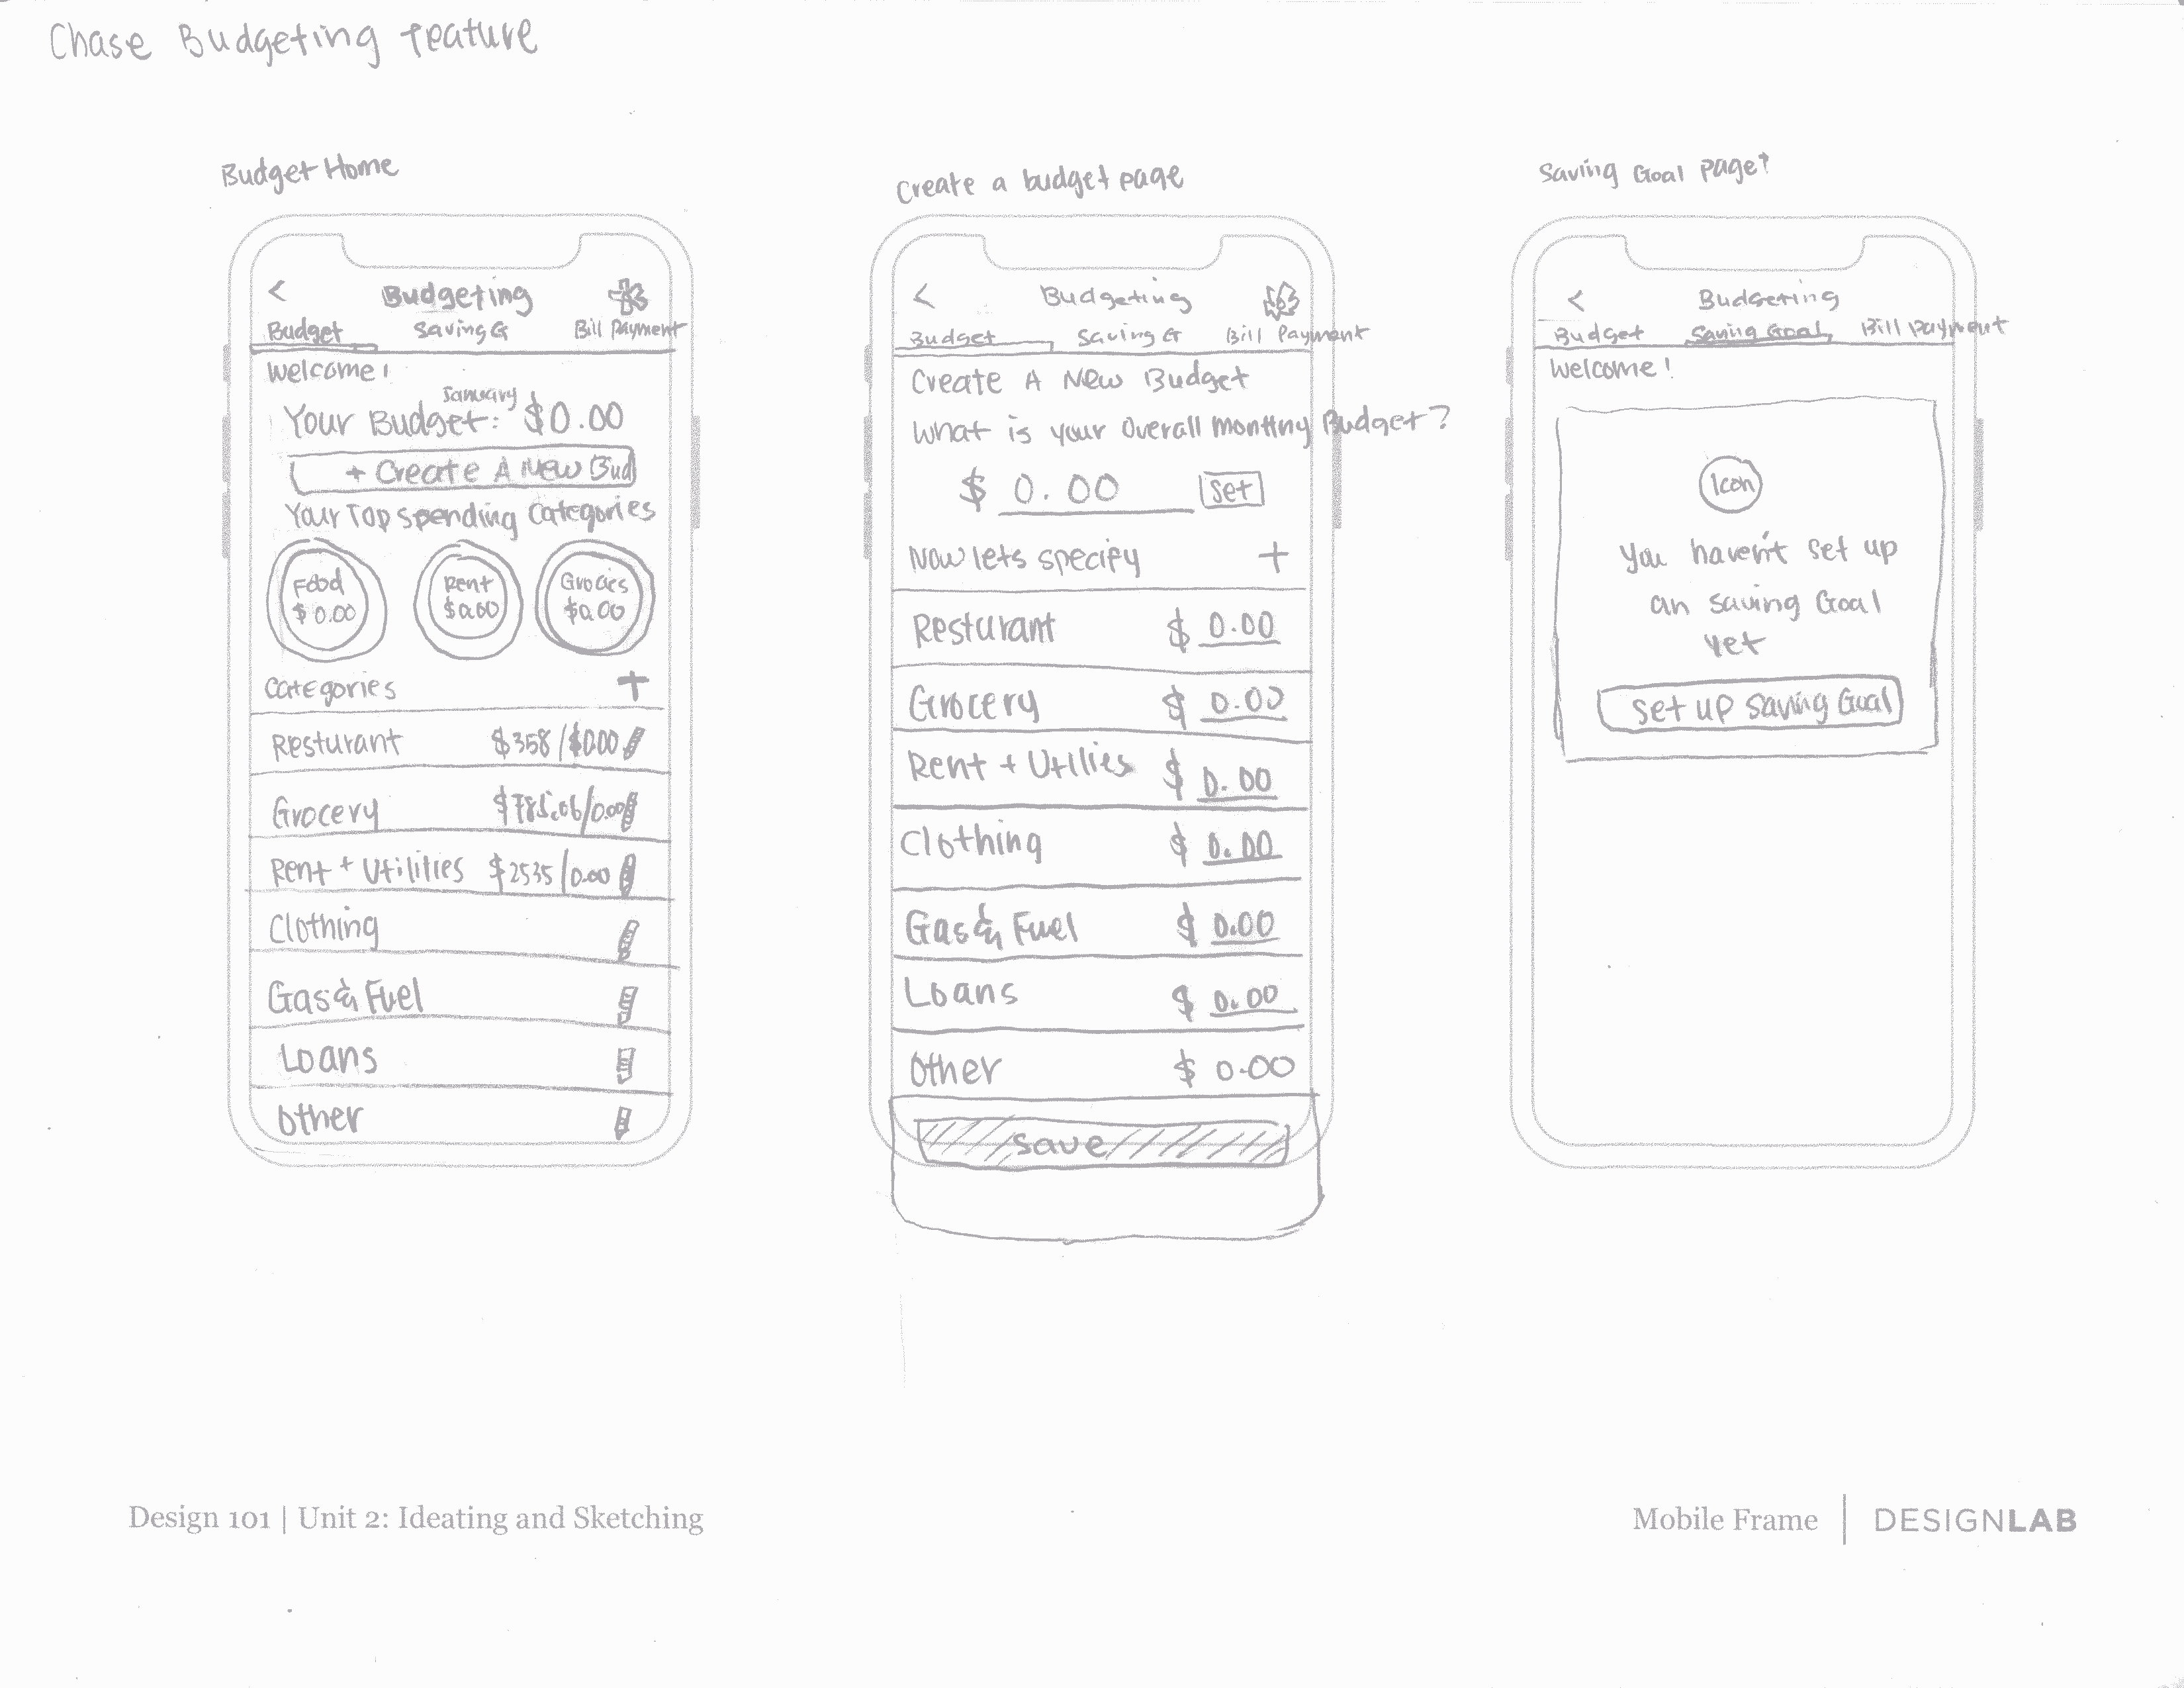 Chase Budgeting feature
Budget Home
<
Budgeting
Budget Saving G Bill Payment
Welcome!
January
Your Budget: $0.00
+ Create A New Bud
Your Top spending Categories
Food
$0.00
Rent
$0.00
Grocies
$0.00
Categories +
Resturant $358/$0.00
Grocery $785.06/0.00
Rent + Utilities $2535/0.00
Clothing
Gas & Fuel
Loans
Other
Create a budget page
<
Budgeting
Budget Saving G Bill Payment
Create A New Budget
What is your Overall monthly Budget?
$ 0.00 Set
Now lets specify +
Resturant $ 0.00
Grocery $ 0.00
Rent + Utilies $ 0.00
Clothing $ 0.00
Gas & Fuel $ 0.00
Loans $ 0.00
Other $ 0.00
Save
Saving Goal page?
<
Budgeting
Budget Saving Goal Bill payment
Welcome!
Icon
You haven't set up
an saving Goal
yet
Set up saving Goal
Design 101 | Unit 2: Ideating and Sketching
Mobile Frame | DESIGNLAB